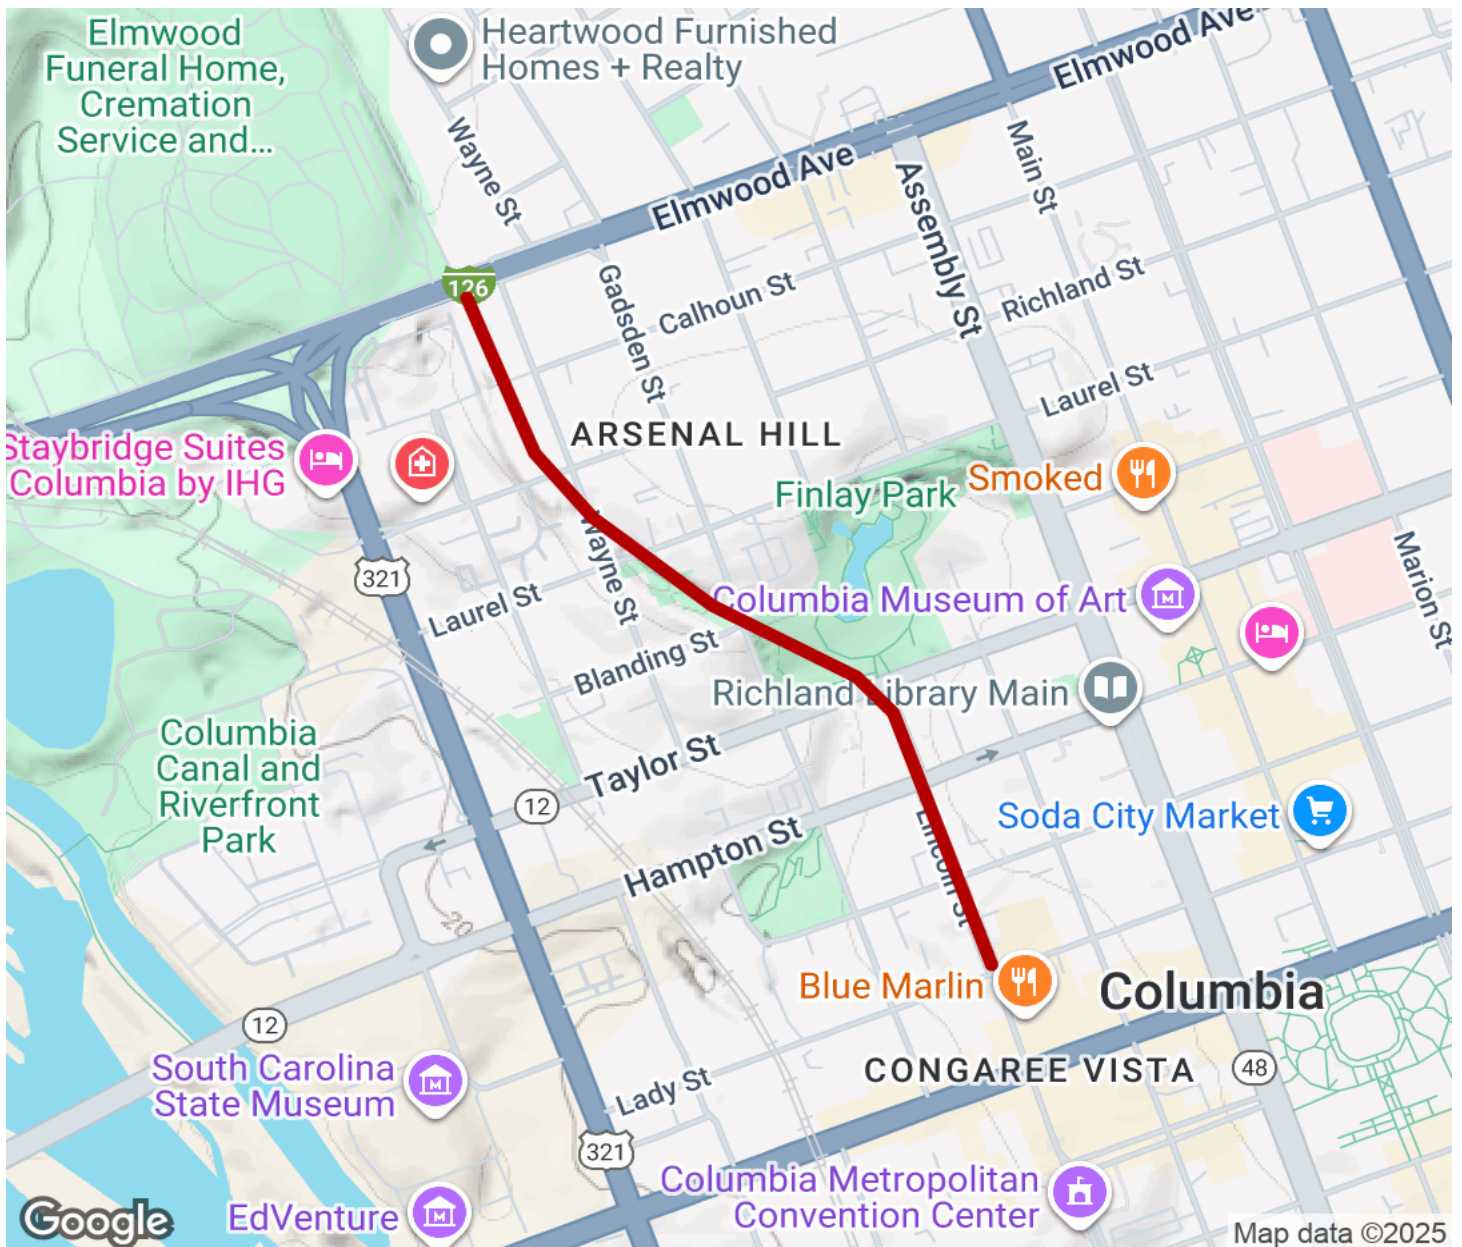 Elmwood
Funeral Home,
Cremation
Service and...
Heartwood Furnished
Homes + Realty
Elmwood Ave
Wayne St
Main St
Elmwood Ave
Assembly St
126
Gadsden St
Calhoun St
Richland St
Laurel St
ARSENAL HILL
Staybridge Suites
Columbia by IHG
Smoked
Finlay Park
Marion St
321
Wayne St
Laurel St
Columbia Museum of Art
Blanding St
Richland Library Main
Columbia
Canal and
Riverfront
Park
Taylor St
12
Soda City Market
Lincoln St
Hampton St
20
Blue Marlin
Columbia
12
South Carolina
State Museum
CONGAREE VISTA
48
Lady St
321
Columbia Metropolitan
Convention Center
EdVenture
Google
Map data ©2025